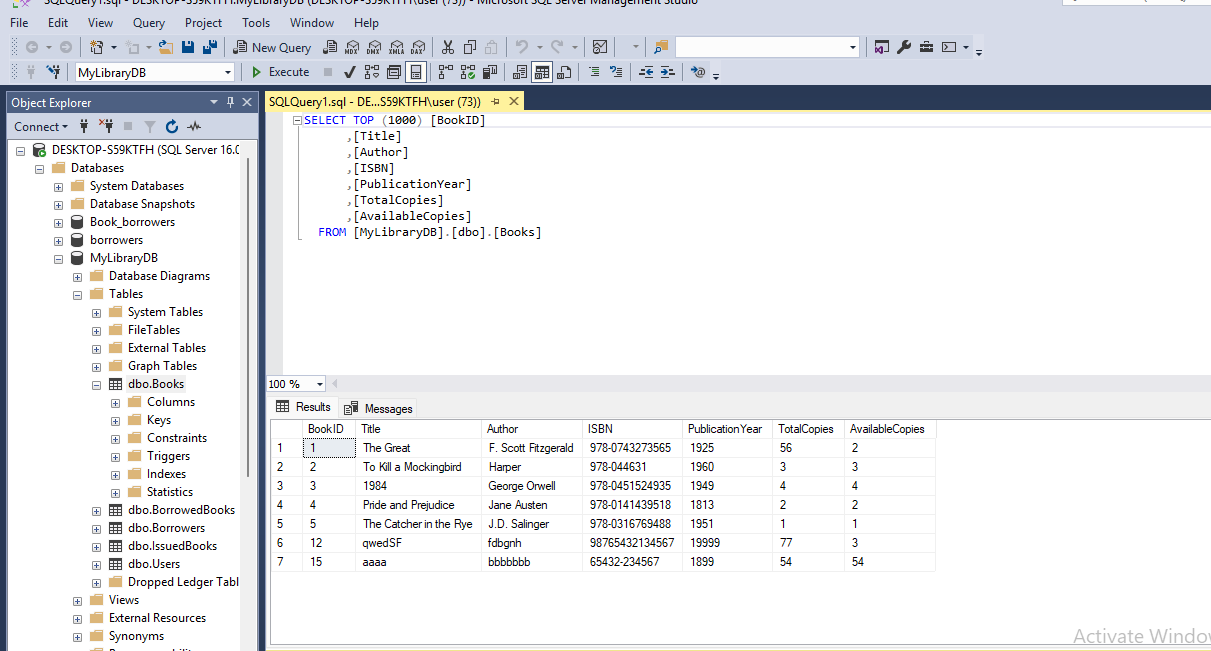 SQLQuery1.sql - DESKTOP-S59KTFH.MyLibraryDB (DESKTOP-S59KTFH\user (73)) - Microsoft SQL Server Management Studio
File Edit View Query Project Tools Window Help
New Query MDX DMX XMLA DAX
MyLibraryDB Execute
Object Explorer
SQLQuery1.sql - DE...S59KTFH\user (73))
Connect
DESKTOP-S59KTFH (SQL Server 16.0
Databases
System Databases
Database Snapshots
Book_borrowers
borrowers
MyLibraryDB
Database Diagrams
Tables
System Tables
FileTables
External Tables
Graph Tables
dbo.Books
Columns
Keys
Constraints
Triggers
Indexes
Statistics
dbo.BorrowedBooks
dbo.Borrowers
dbo.IssuedBooks
dbo.Users
Dropped Ledger Tabl
Views
External Resources
Synonyms
SELECT TOP (1000) [BookID]
,[Title]
,[Author]
,[ISBN]
,[PublicationYear]
,[TotalCopies]
,[AvailableCopies]
FROM [MyLibraryDB].[dbo].[Books]
100 %
Results Messages
BookID Title Author ISBN PublicationYear TotalCopies AvailableCopies
1 1 The Great F. Scott Fitzgerald 978-0743273565 1925 56 2
2 2 To Kill a Mockingbird Harper 978-044631 1960 3 3
3 3 1984 George Orwell 978-0451524935 1949 4 4
4 4 Pride and Prejudice Jane Austen 978-0141439518 1813 2 2
5 5 The Catcher in the Rye J.D. Salinger 978-0316769488 1951 1 1
6 12 qwedSF fdbgnh 98765432134567 19999 77 3
7 15 aaaa bbbbbbb 65432-234567 1899 54 54
Activate Windo